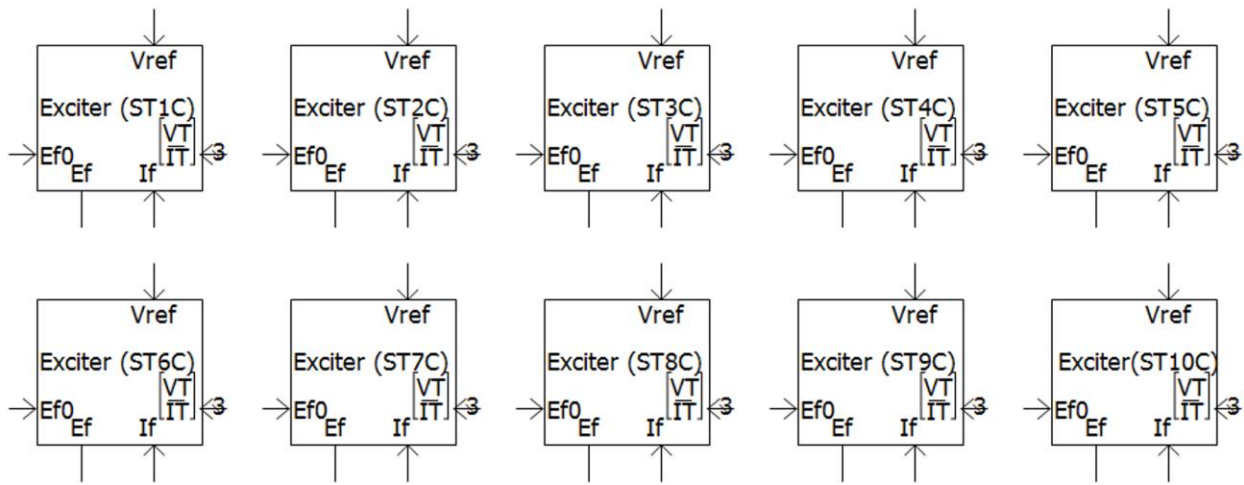 Vref Vref Vref Vref Vref
Exciter (ST1C) Exciter (ST2C) Exciter (ST3C) Exciter (ST4C) Exciter (ST5C)
VT VT VT VT VT
Ef0 IT 3 Ef0 IT 3 Ef0 IT 3 Ef0 IT 3 Ef0 IT 3
Ef If Ef If Ef If Ef If Ef If
Vref Vref Vref Vref Vref
Exciter (ST6C) Exciter (ST7C) Exciter (ST8C) Exciter (ST9C) Exciter(ST10C)
VT VT VT VT VT
Ef0 IT 3 Ef0 IT 3 Ef0 IT 3 Ef0 IT 3 Ef0 IT 3
Ef If Ef If Ef If Ef If Ef If